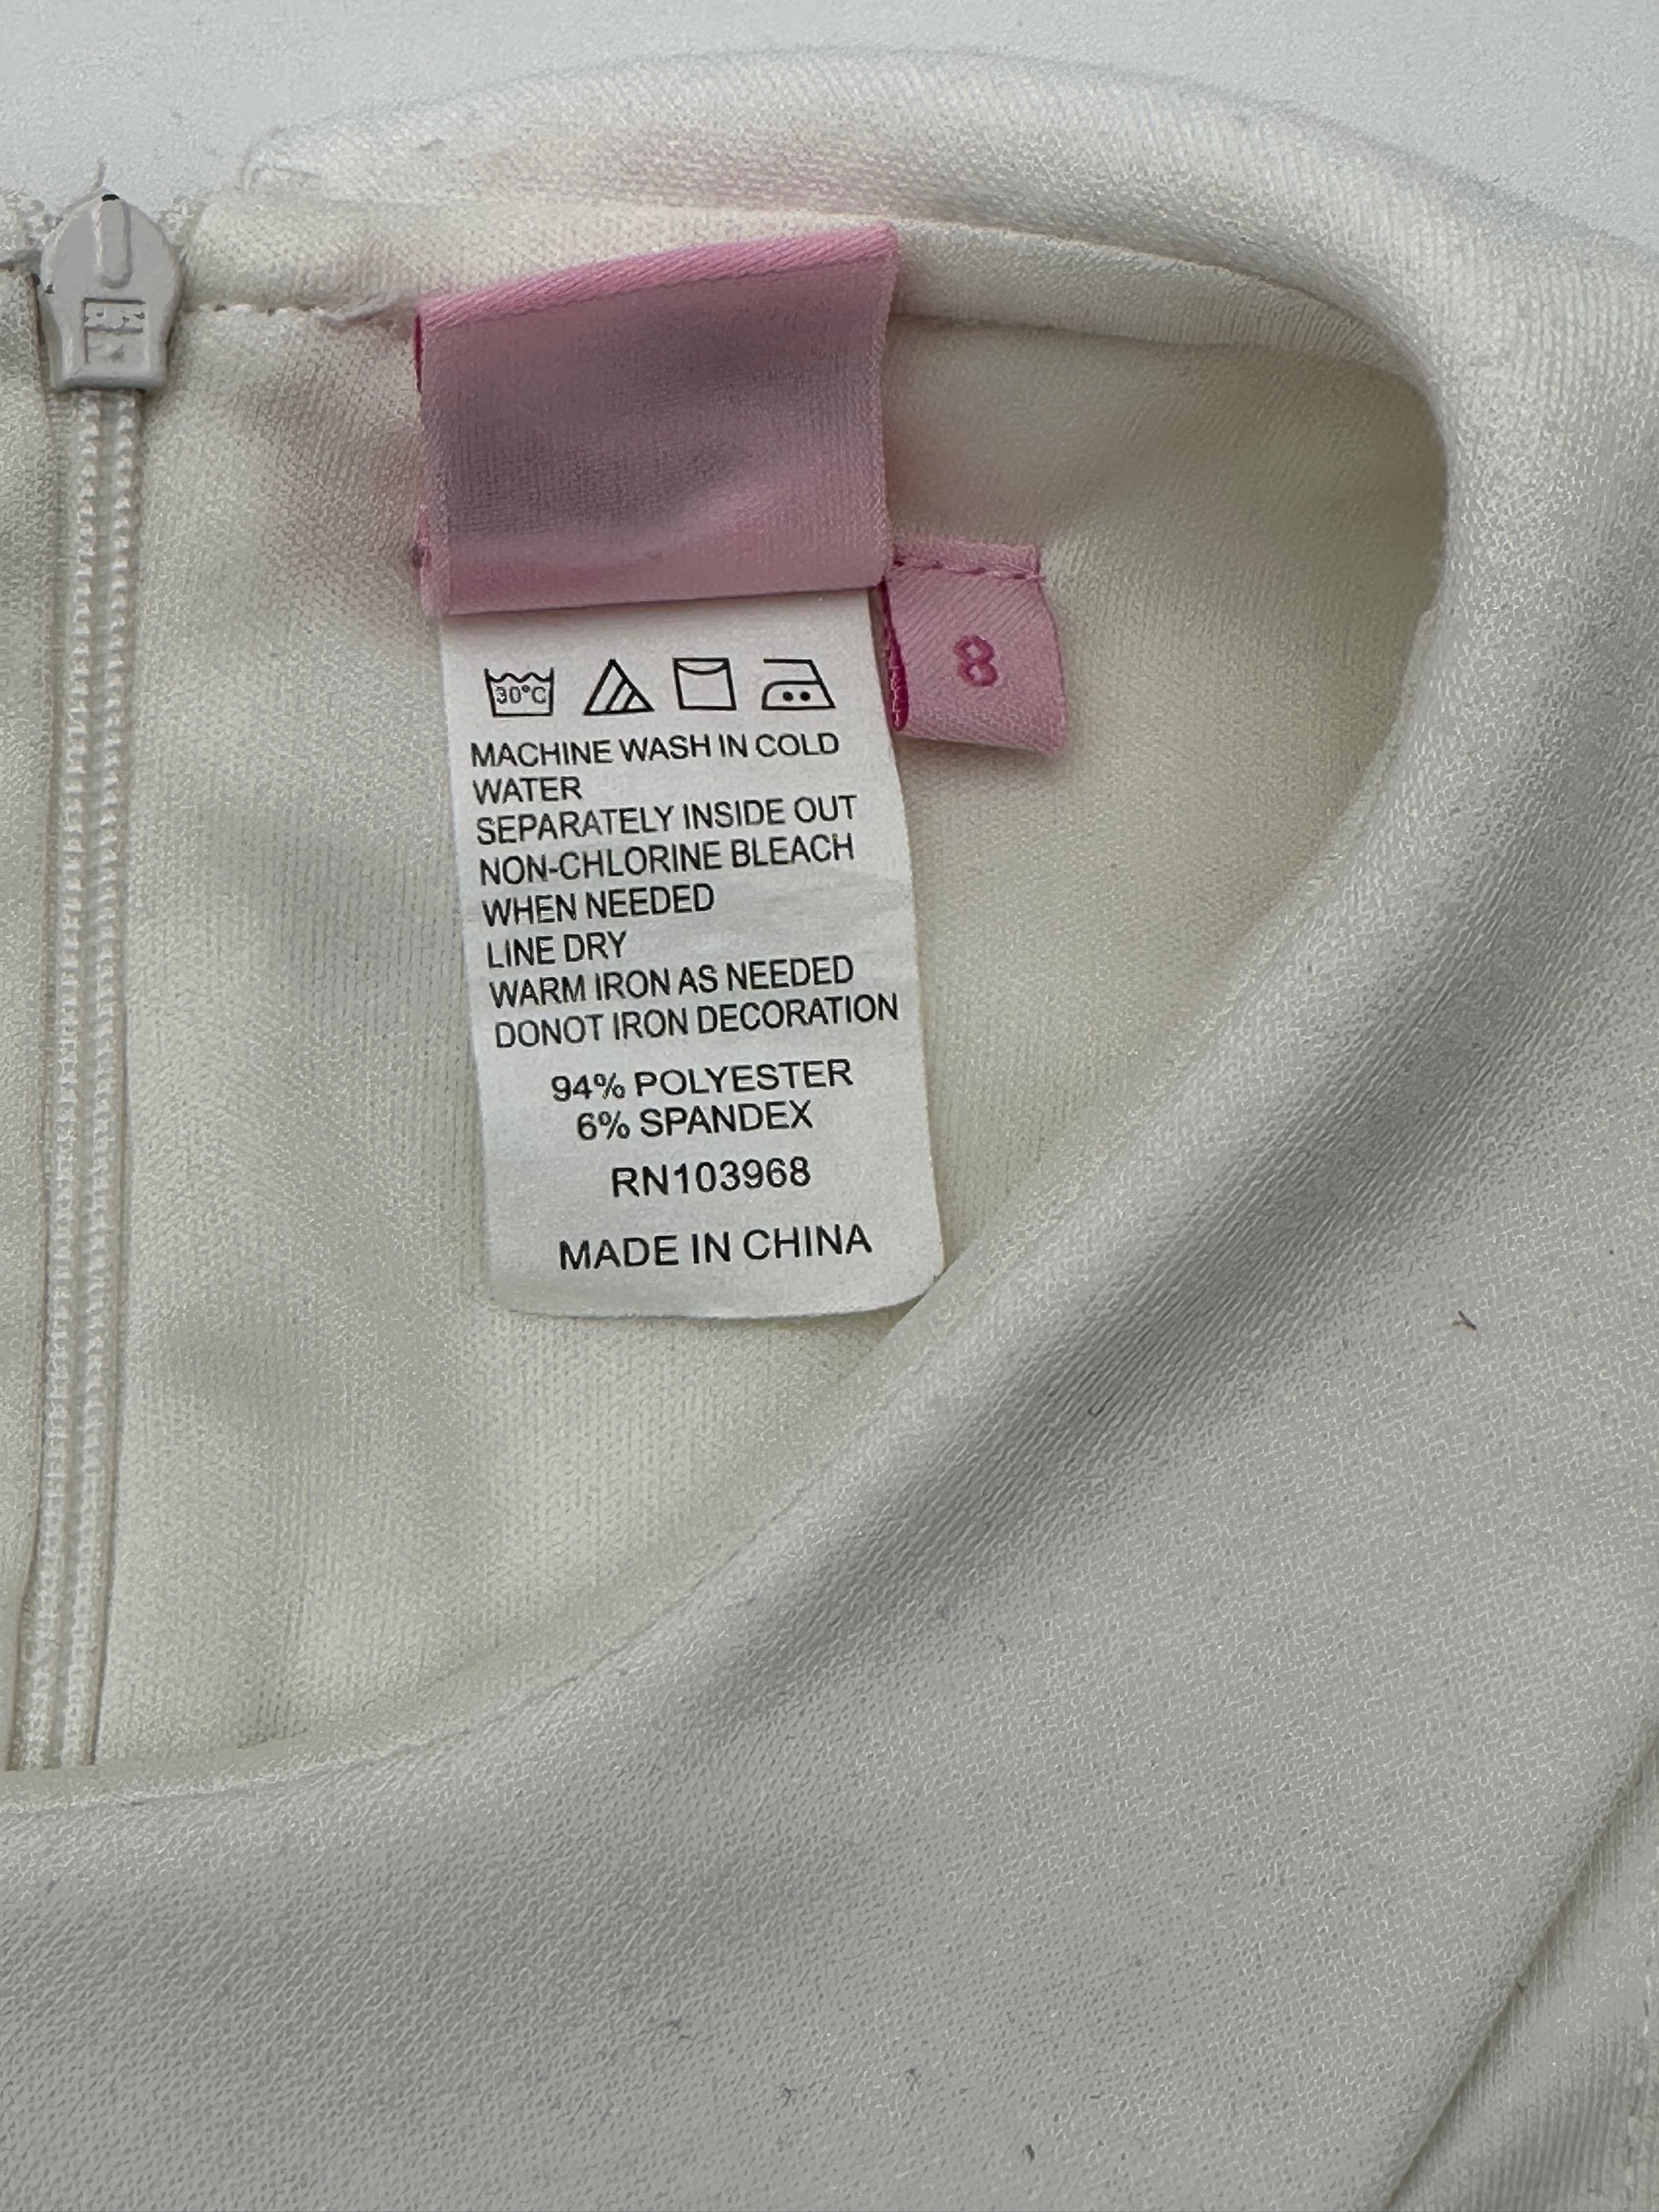 30°C
MACHINE WASH IN COLD
WATER
SEPARATELY INSIDE OUT
NON-CHLORINE BLEACH
WHEN NEEDED
LINE DRY
WARM IRON AS NEEDED
DONOT IRON DECORATION
94% POLYESTER
6% SPANDEX
RN103968
MADE IN CHINA
8